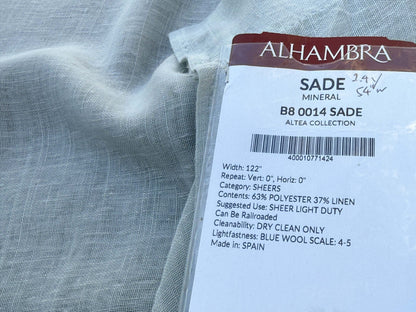 ALHAMBRA
SADE
MINERAL
B8 0014 SADE
ALTEA COLLECTION
400010771424
Width: 122"
Repeat: Vert: 0", Horiz: 0"
Category: SHEERS
Contents: 63% POLYESTER 37% LINEN
Suggested Use: SHEER LIGHT DUTY
Can Be Railroaded
Cleanability: DRY CLEAN ONLY
Lightfastness: BLUE WOOL SCALE: 4-5
Made in: SPAIN